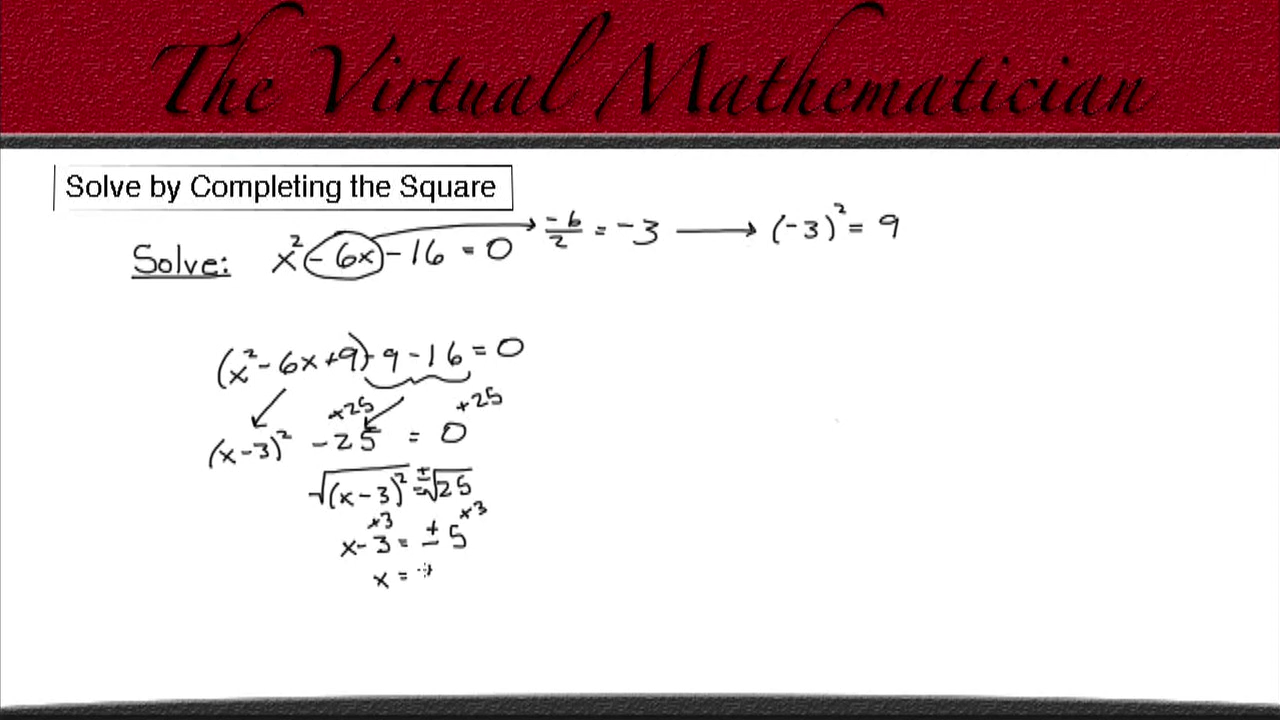 The Virtual Mathematician
Solve by Completing the Square
Solve: x² - 6x - 16 = 0 -6/2 = -3 → (-3)² = 9
(x² - 6x + 9) - 9 - 16 = 0
+25 +25
(x - 3)² - 25 = 0
√(x - 3)² = ±√25
+3 +3
x - 3 = ± 5
x =